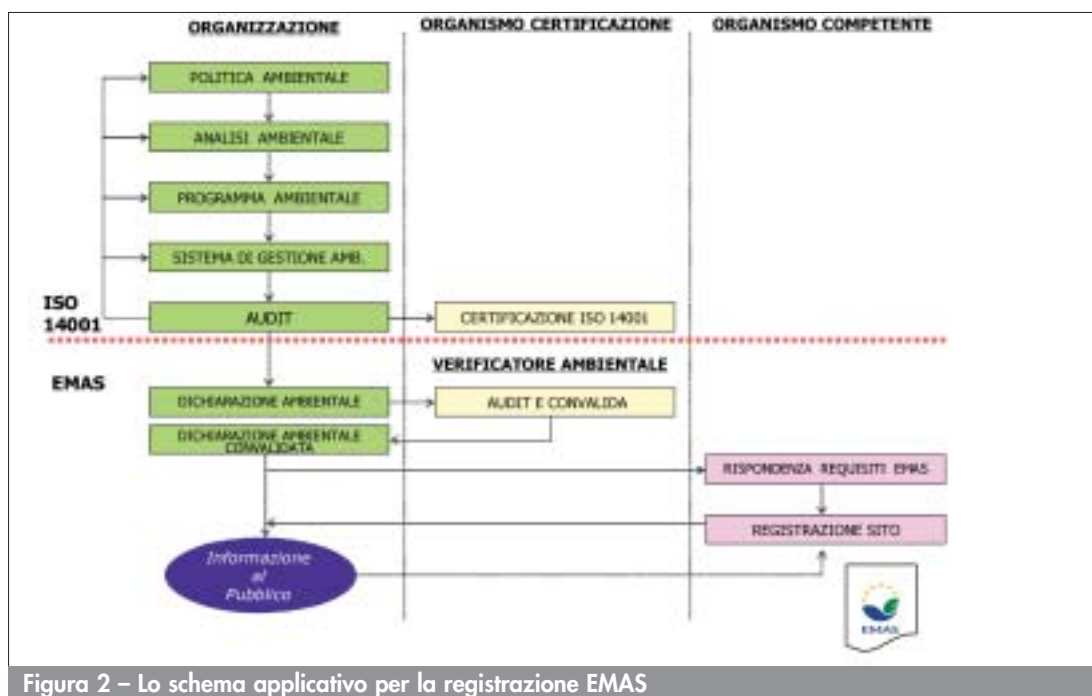 ORGANIZZAZIONE
ORGANISMO CERTIFICAZIONE
ORGANISMO COMPETENTE
POLITICA AMBIENTALE
ANALISI AMBIENTALE
PROGRAMMA AMBIENTALE
SISTEMA DI GESTIONE AMB.
ISO
14001
AUDIT
CERTIFICAZIONE ISO 14001
EMAS
VERIFICATORE AMBIENTALE
DICHIARAZIONE AMBIENTALE
AUDIT E CONVALIDA
DICHIARAZIONE AMBIENTALE
CONVALIDATA
RISPONDENZA REQUISITI EMAS
REGISTRAZIONE SITO
Informazione
al
Pubblico
EMAS
Figura 2 – Lo schema applicativo per la registrazione EMAS